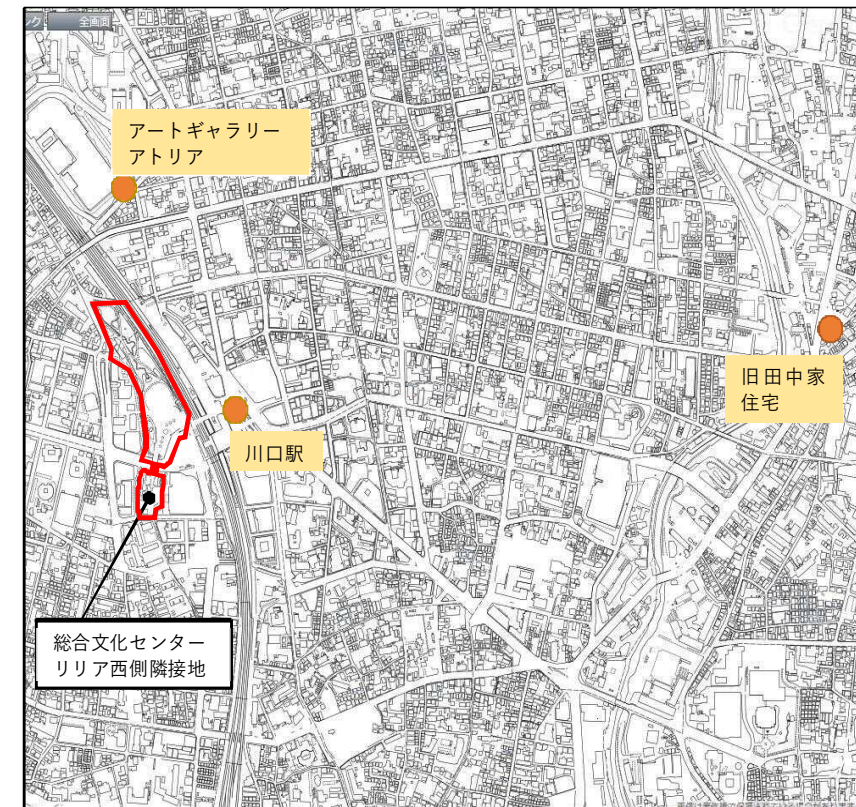 ンク 全画面
アートギャラリー
アトリア
旧田中家
住宅
川口駅
総合文化センター
リリア西側隣接地